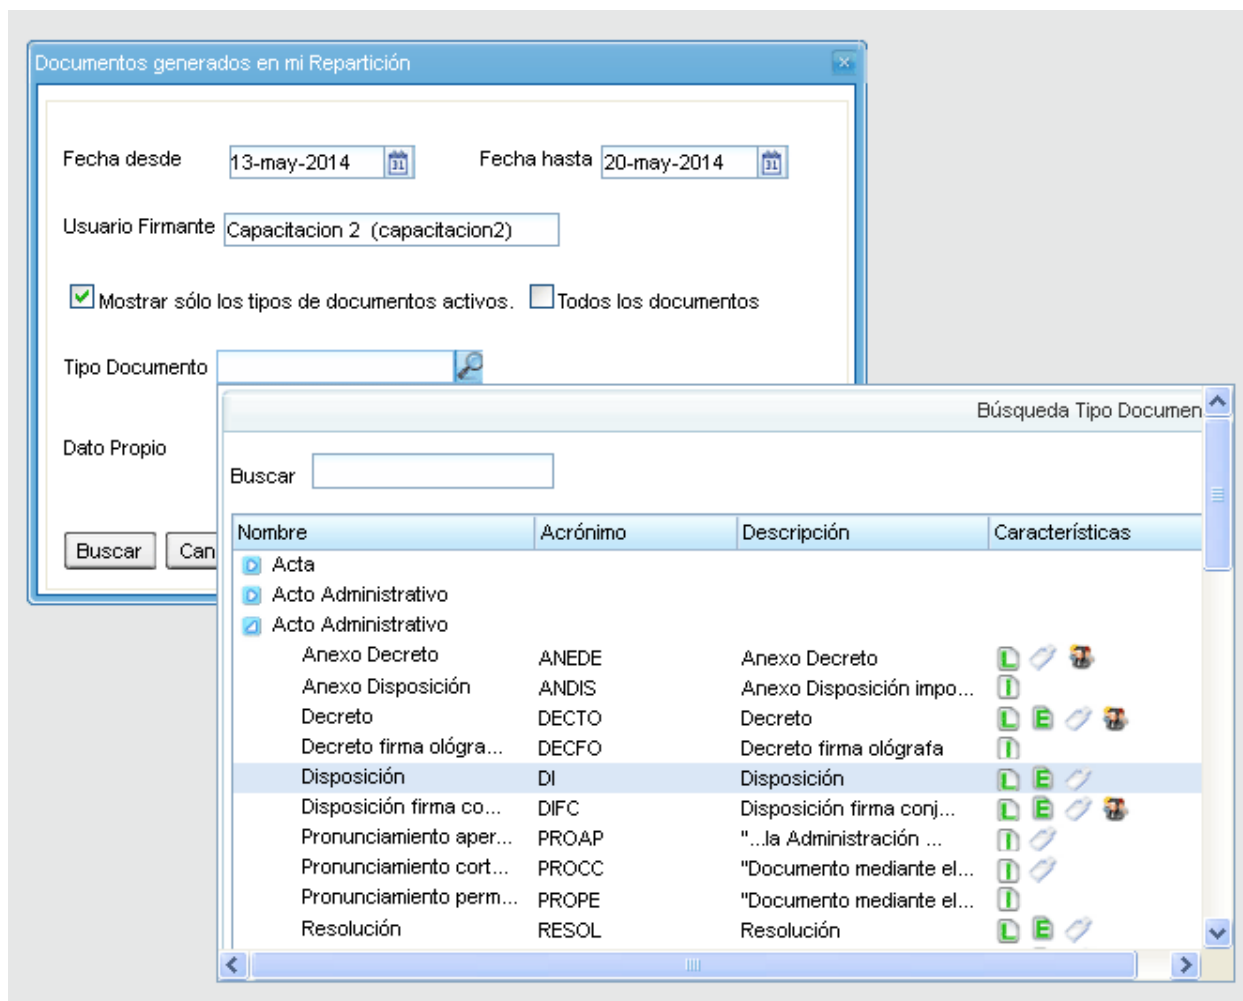 Documentos generados en mi Repartición
Fecha desde 13-may-2014 Fecha hasta 20-may-2014
Usuario Firmante Capacitacion 2 (capacitacion2)
Mostrar sólo los tipos de documentos activos. Todos los documentos
Tipo Documento
Búsqueda Tipo Documen
Dato Propio
Buscar
Nombre Acrónimo Descripción Características
Buscar Can
Acta
Acto Administrativo
Acto Administrativo
Anexo Decreto ANEDE Anexo Decreto L
Anexo Disposición ANDIS Anexo Disposición impo... I
Decreto DECTO Decreto L E
Decreto firma ológra... DECFO Decreto firma ológrafa I
Disposición DI Disposición L E
Disposición firma co... DIFC Disposición firma conj... L E
Pronunciamiento aper... PROAP "...la Administración ... I
Pronunciamiento cort... PROCC "Documento mediante el... I
Pronunciamiento perm... PROPE "Documento mediante el... I
Resolución RESOL Resolución L E